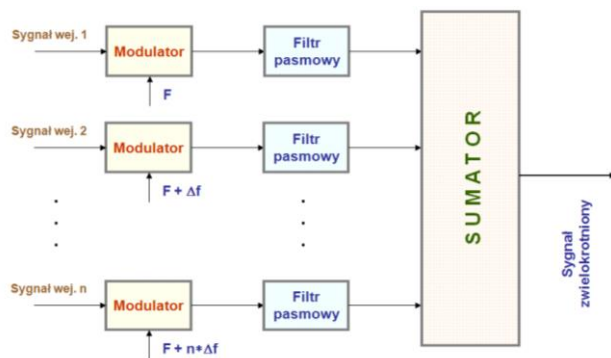 Sygnał wej. 1
Modulator
Filtr
pasmowy
F
Sygnał wej. 2
Modulator
Filtr
pasmowy
F + Δf
Sygnał wej. n
Modulator
Filtr
pasmowy
F + n*Δf
SUMATOR
Sygnał
zwielokrotniony